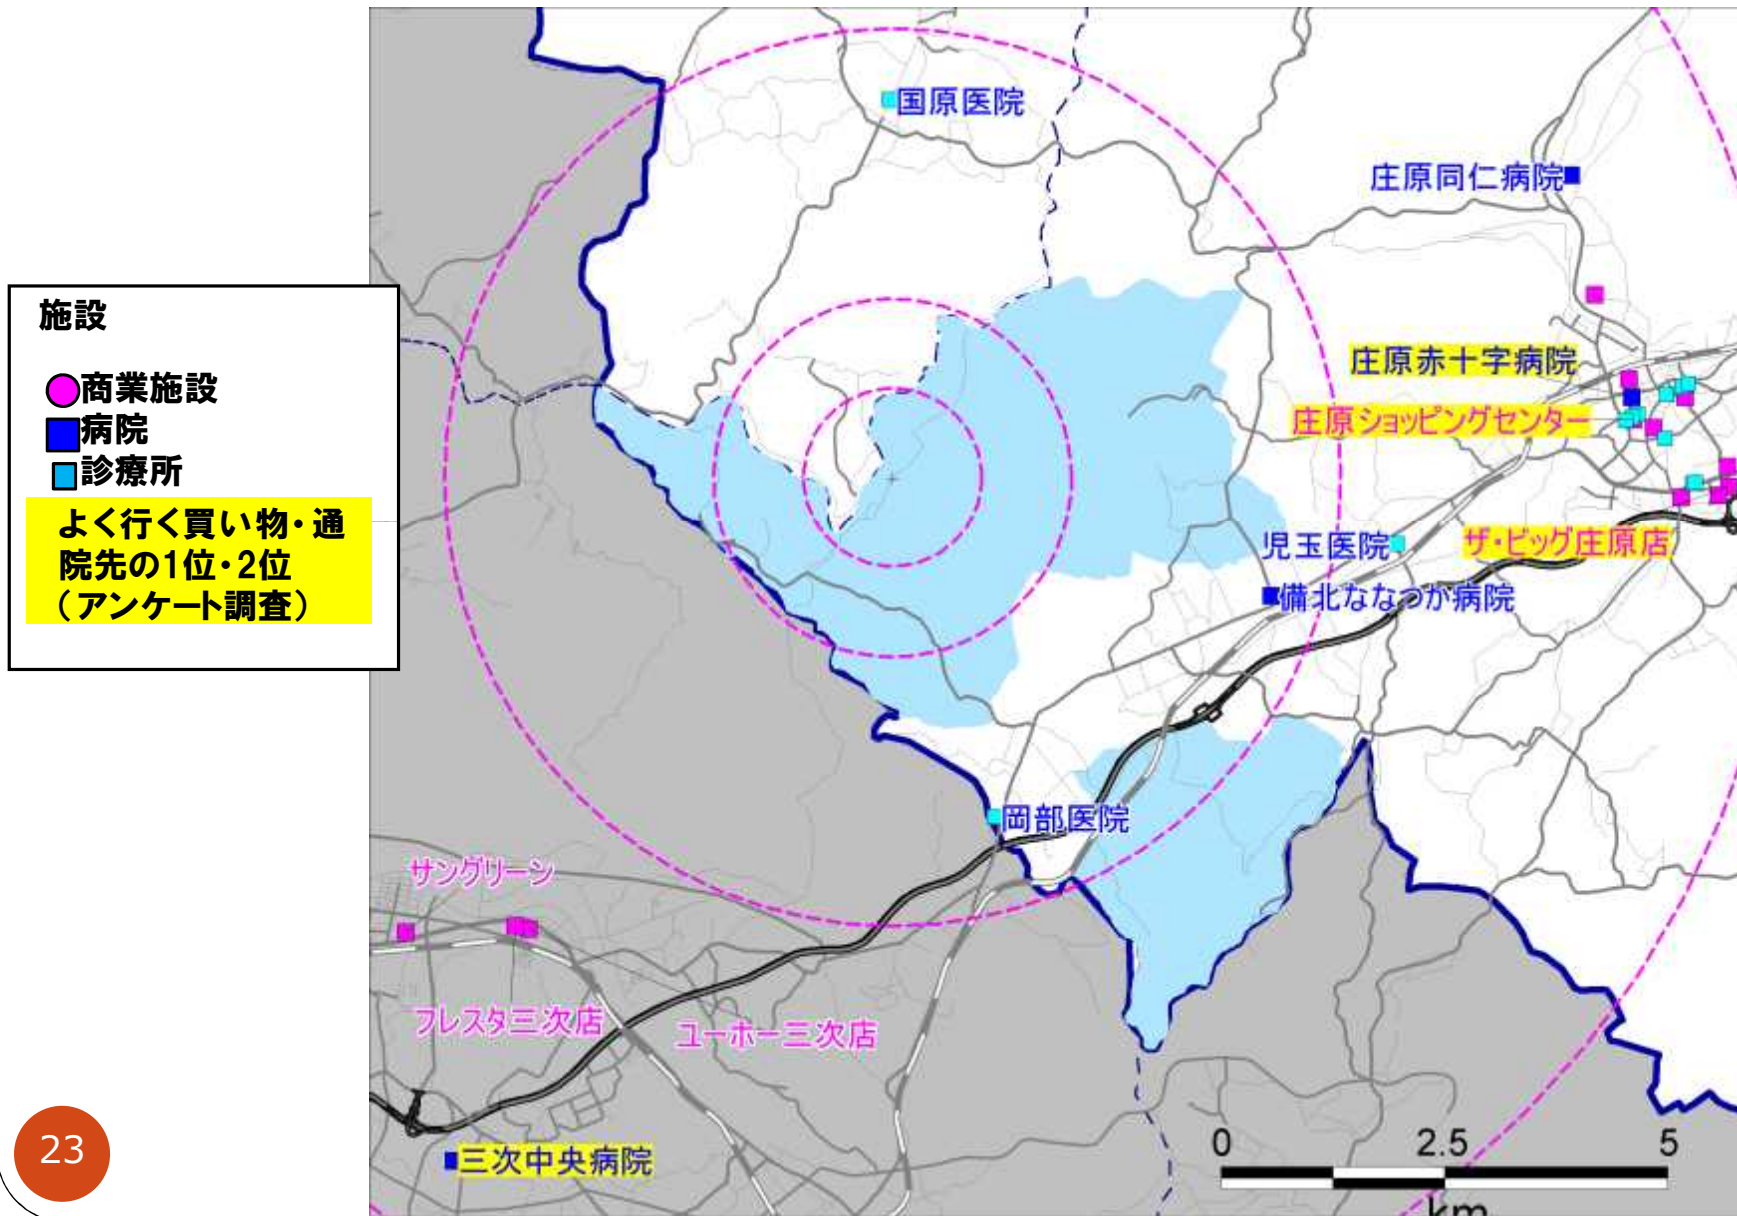 施設
商業施設
病院
診療所
よく行く買い物・通
院先の1位・2位
（アンケート調査）
国原医院
庄原同仁病院
庄原赤十字病院
庄原ショッピングセンター
児玉医院
ザ・ビッグ庄原店
備北ななつか病院
岡部医院
サングリーン
フレスタ三次店
ユーホー三次店
三次中央病院
0 2.5 5
km
23